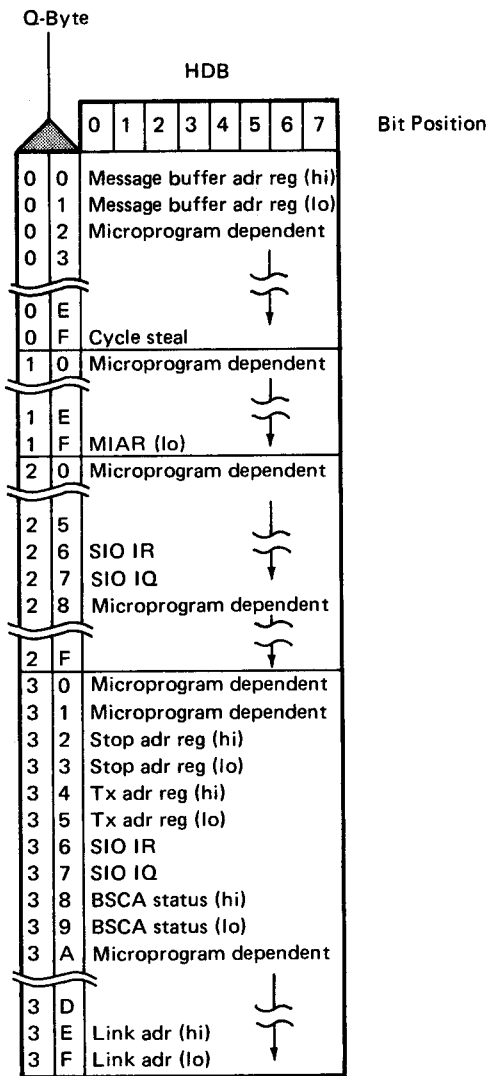 Q-Byte
HDB
0 1 2 3 4 5 6 7 Bit Position
0 0 Message buffer adr reg (hi)
0 1 Message buffer adr reg (lo)
0 2 Microprogram dependent
0 3
0 E
0 F Cycle steal
1 0 Microprogram dependent
1 E
1 F MIAR (lo)
2 0 Microprogram dependent
2 5
2 6 SIO IR
2 7 SIO IQ
2 8 Microprogram dependent
2 F
3 0 Microprogram dependent
3 1 Microprogram dependent
3 2 Stop adr reg (hi)
3 3 Stop adr reg (lo)
3 4 Tx adr reg (hi)
3 5 Tx adr reg (lo)
3 6 SIO IR
3 7 SIO IQ
3 8 BSCA status (hi)
3 9 BSCA status (lo)
3 A Microprogram dependent
3 D
3 E Link adr (hi)
3 F Link adr (lo)